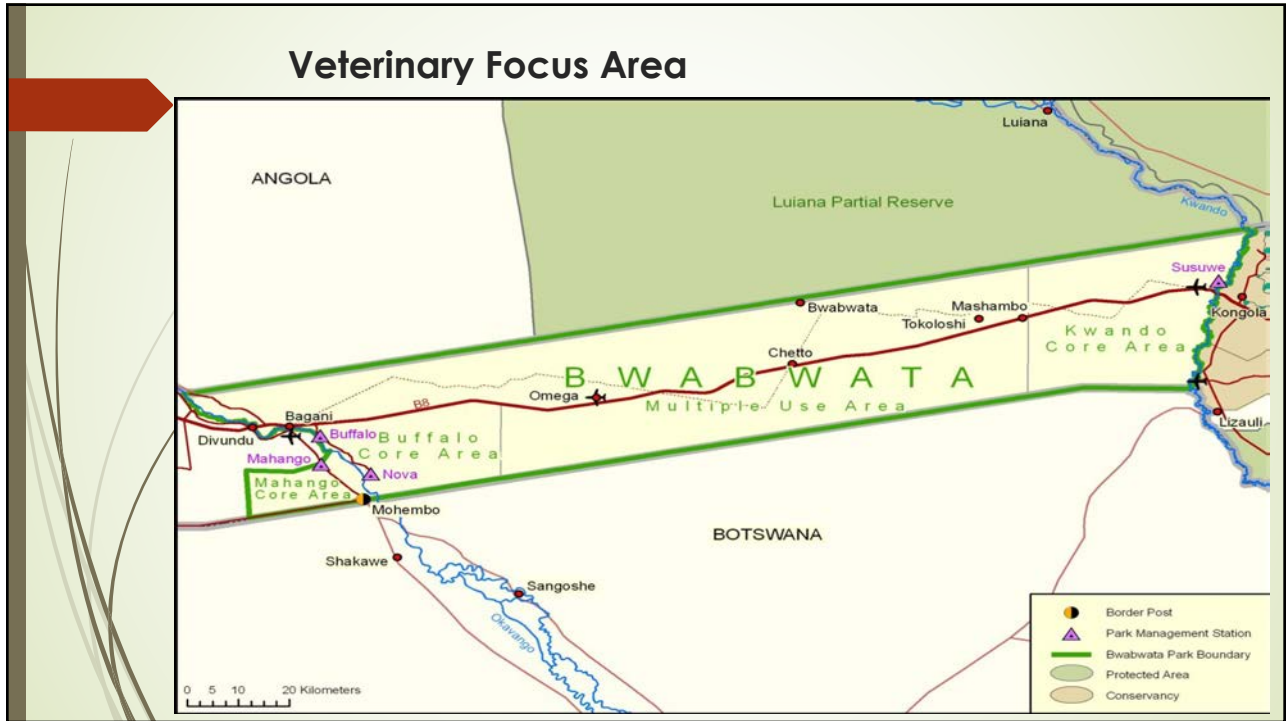 Veterinary Focus Area
Luiana
ANGOLA
Luiana Partial Reserve
Kwando
Susuwe
Bwabwata
Mashambo
Tokoloshi
Kongola
Kwando
Core Area
Chetto
BWABWATA
Multiple Use Area
Omega
B8
Bagani
Divundu
Buffalo
Buffalo
Core Area
Lizauli
Mahango
Nova
Mahango
Core Area
Mohembo
BOTSWANA
Shakawe
Sangoshe
Okavango
Border Post
Park Management Station
Bwabwata Park Boundary
Protected Area
Conservancy
0 5 10 20 Kilometers